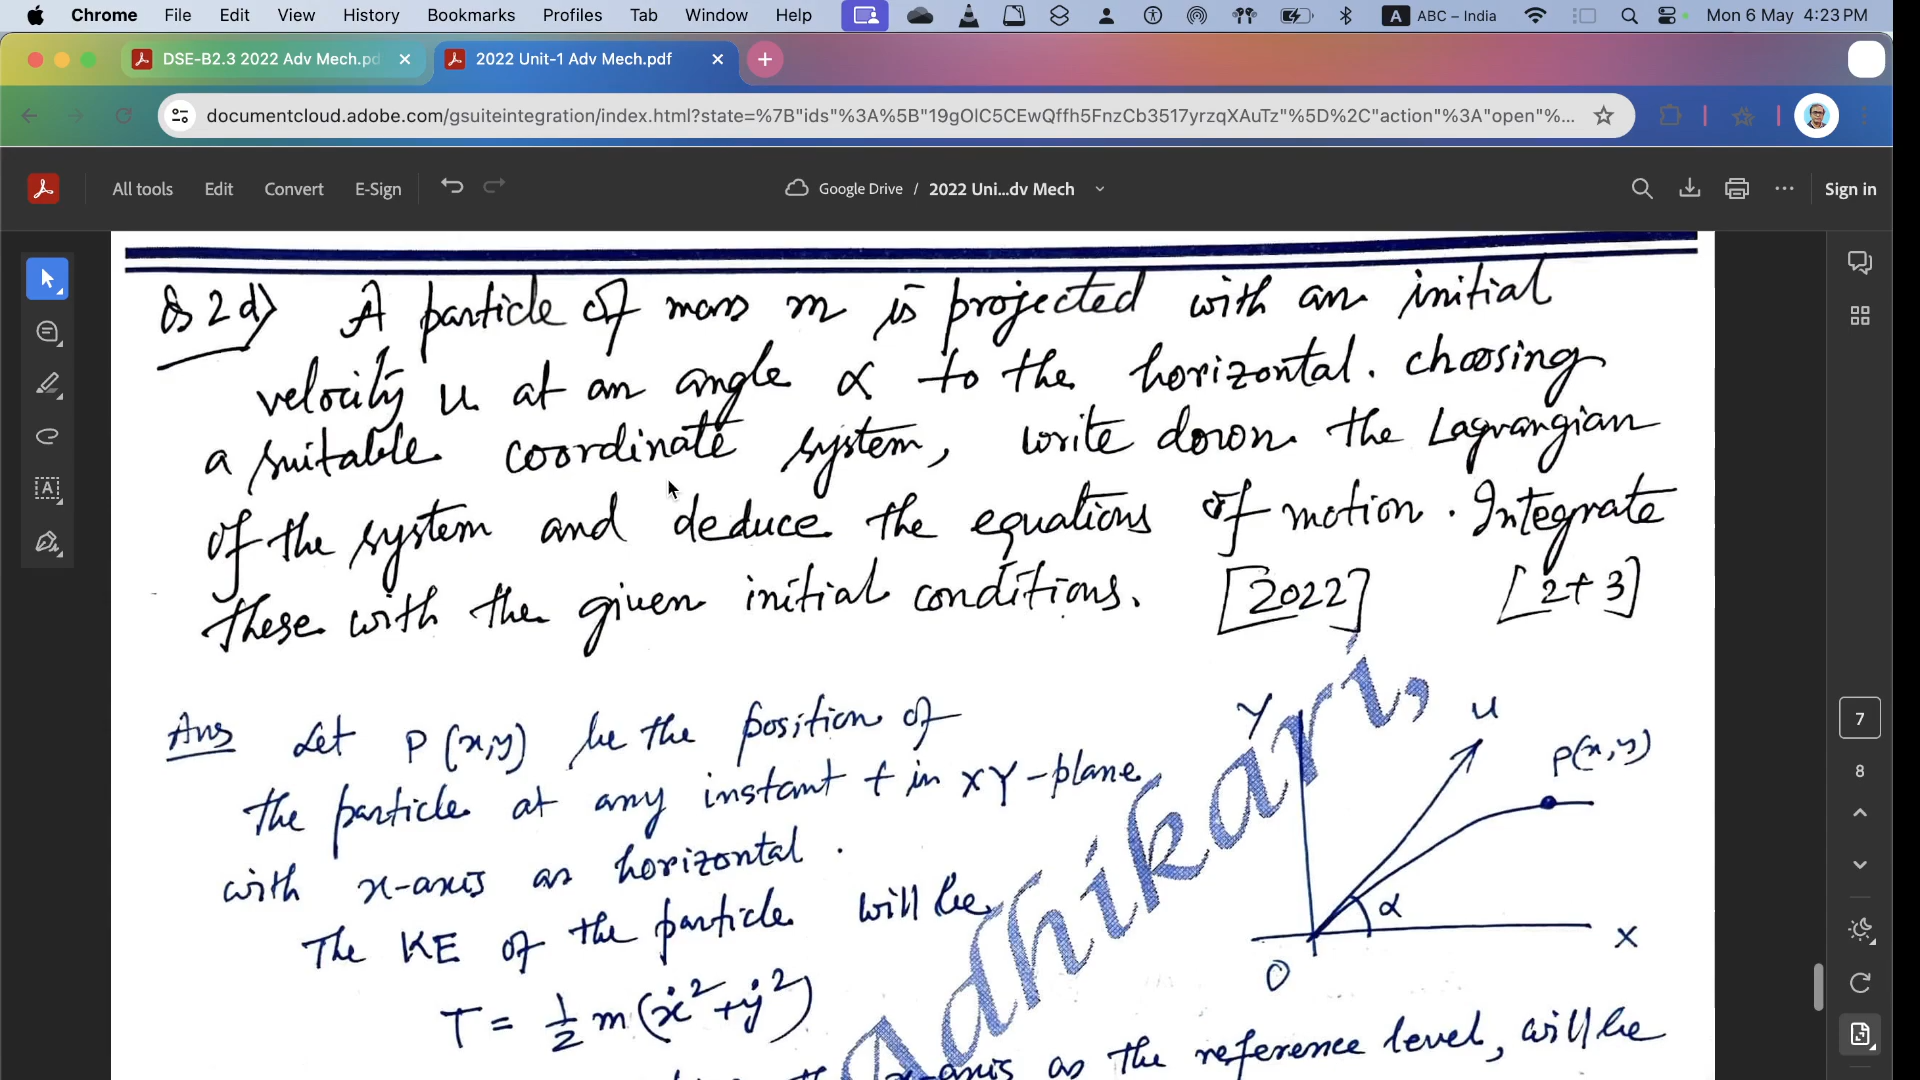 Chrome File Edit View History Bookmarks Profiles Tab Window Help A ABC – India Mon 6 May 4:23 PM
DSE-B2.3 2022 Adv Mech.pd 2022 Unit-1 Adv Mech.pdf
documentcloud.adobe.com/gsuiteintegration/index.html?state=%7B"ids"%3A%5B"19gOlC5CEwQffh5FnzCb3517yrzqXAuTz"%5D%2C"action"%3A"open"%...
All tools Edit Convert E-Sign Google Drive / 2022 Uni...dv Mech Sign in
Qs 2d) A particle of mass m is projected with an initial
velocity u at an angle α to the horizontal. choosing
a suitable coordinate system, write down the Lagrangian
of the system and deduce the equations of motion. Integrate
these with the given initial conditions. [2022] [2+3]
Ans Let P(x,y) be the position of
the particle at any instant t in XY-plane
with x-axis as horizontal.
The KE of the particle will be
T = ½ m(ẋ²+ẏ²)
x-axis as the reference level, will be
Y u P(x,y)
α
O X
Adhikari,
7
8